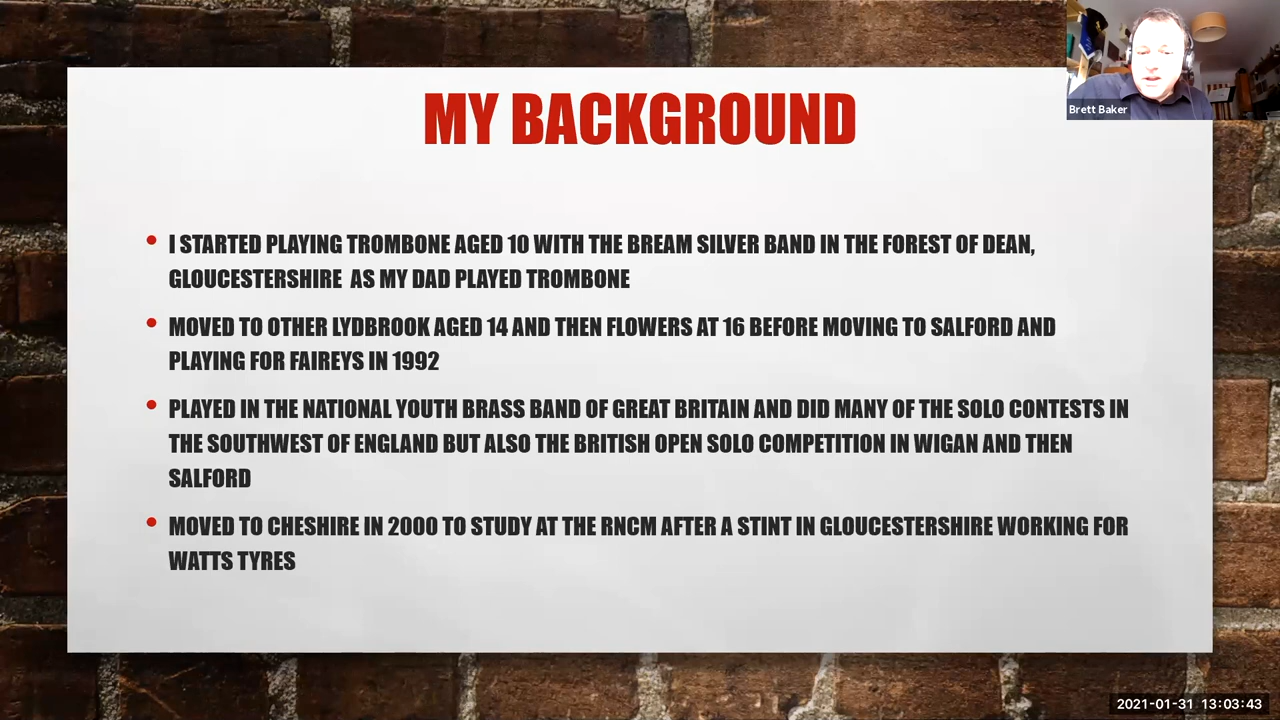 MY BACKGROUND
Brett Baker
• I STARTED PLAYING TROMBONE AGED 10 WITH THE BREAM SILVER BAND IN THE FOREST OF DEAN,
GLOUCESTERSHIRE  AS MY DAD PLAYED TROMBONE
• MOVED TO OTHER LYDBROOK AGED 14 AND THEN FLOWERS AT 16 BEFORE MOVING TO SALFORD AND
PLAYING FOR FAIREYS IN 1992
• PLAYED IN THE NATIONAL YOUTH BRASS BAND OF GREAT BRITAIN AND DID MANY OF THE SOLO CONTESTS IN
THE SOUTHWEST OF ENGLAND BUT ALSO THE BRITISH OPEN SOLO COMPETITION IN WIGAN AND THEN
SALFORD
• MOVED TO CHESHIRE IN 2000 TO STUDY AT THE RNCM AFTER A STINT IN GLOUCESTERSHIRE WORKING FOR
WATTS TYRES
2021-01-31 13:03:43